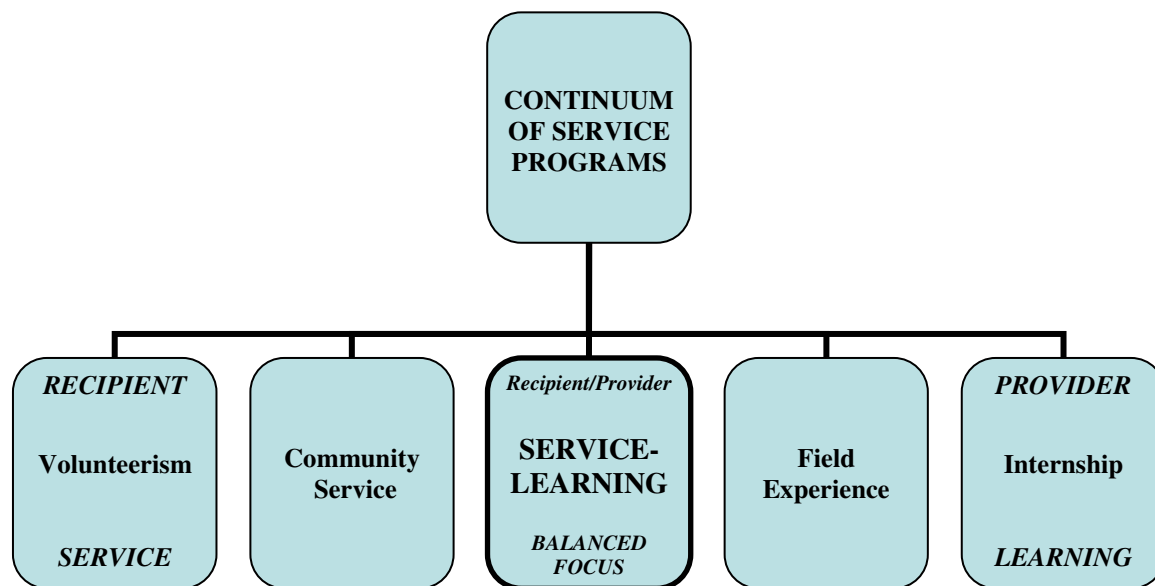 CONTINUUM
OF SERVICE
PROGRAMS
RECIPIENT
Volunteerism
SERVICE
Community
Service
Recipient/Provider
SERVICE-
LEARNING
BALANCED
FOCUS
Field
Experience
PROVIDER
Internship
LEARNING